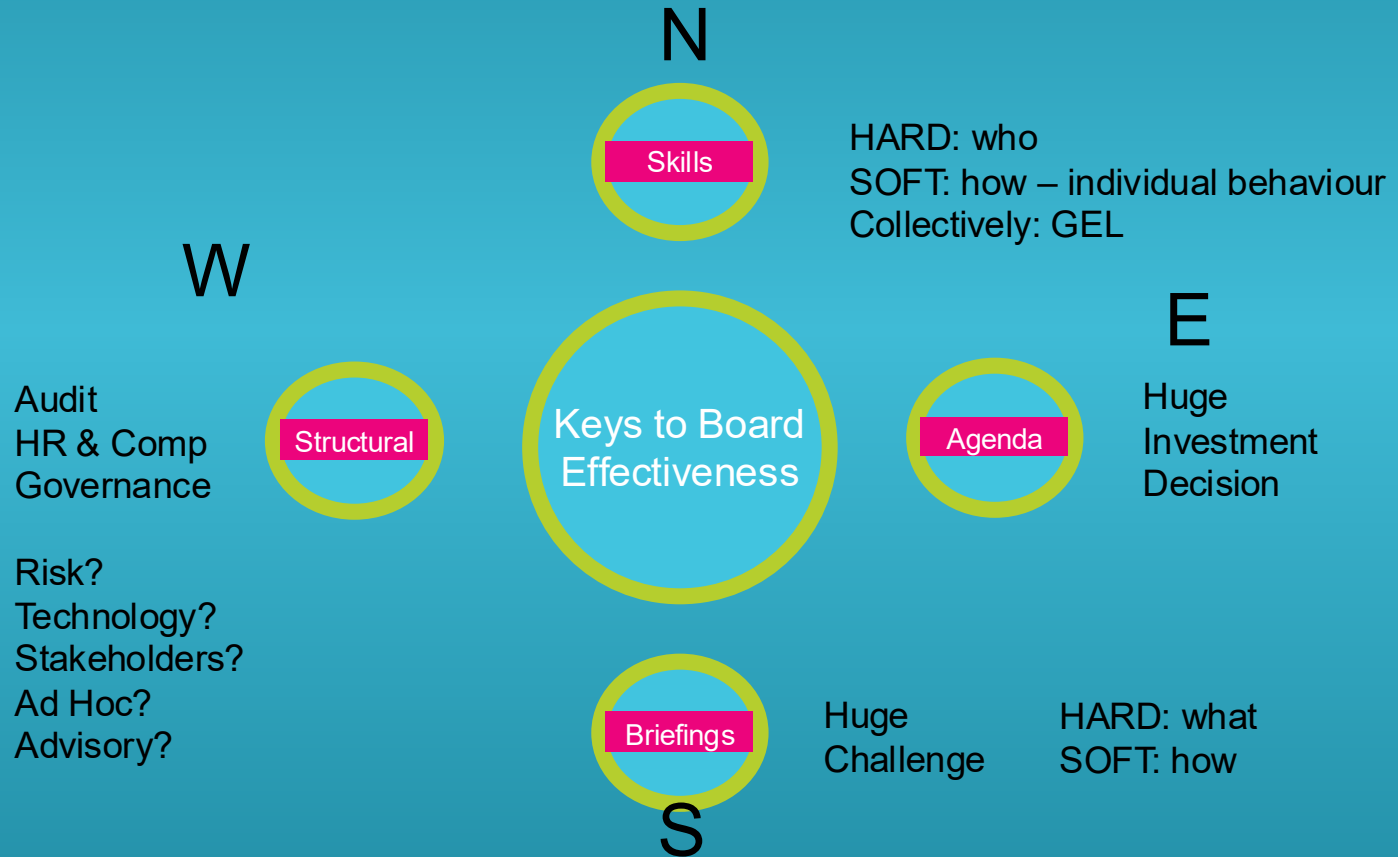 N
Skills
HARD: who
SOFT: how – individual behaviour
Collectively: GEL
W
Structural
Audit
HR & Comp
Governance
Risk?
Technology?
Stakeholders?
Ad Hoc?
Advisory?
Keys to Board
Effectiveness
E
Agenda
Huge
Investment
Decision
Briefings
Huge
Challenge
HARD: what
SOFT: how
S